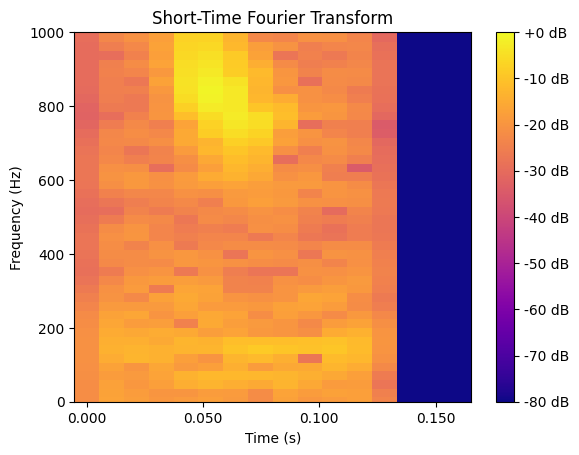 Short-Time Fourier Transform
1000
800
600
400
200
0
Frequency (Hz)
0.000
0.050
0.100
0.150
Time (s)
+0 dB
-10 dB
-20 dB
-30 dB
-40 dB
-50 dB
-60 dB
-70 dB
-80 dB